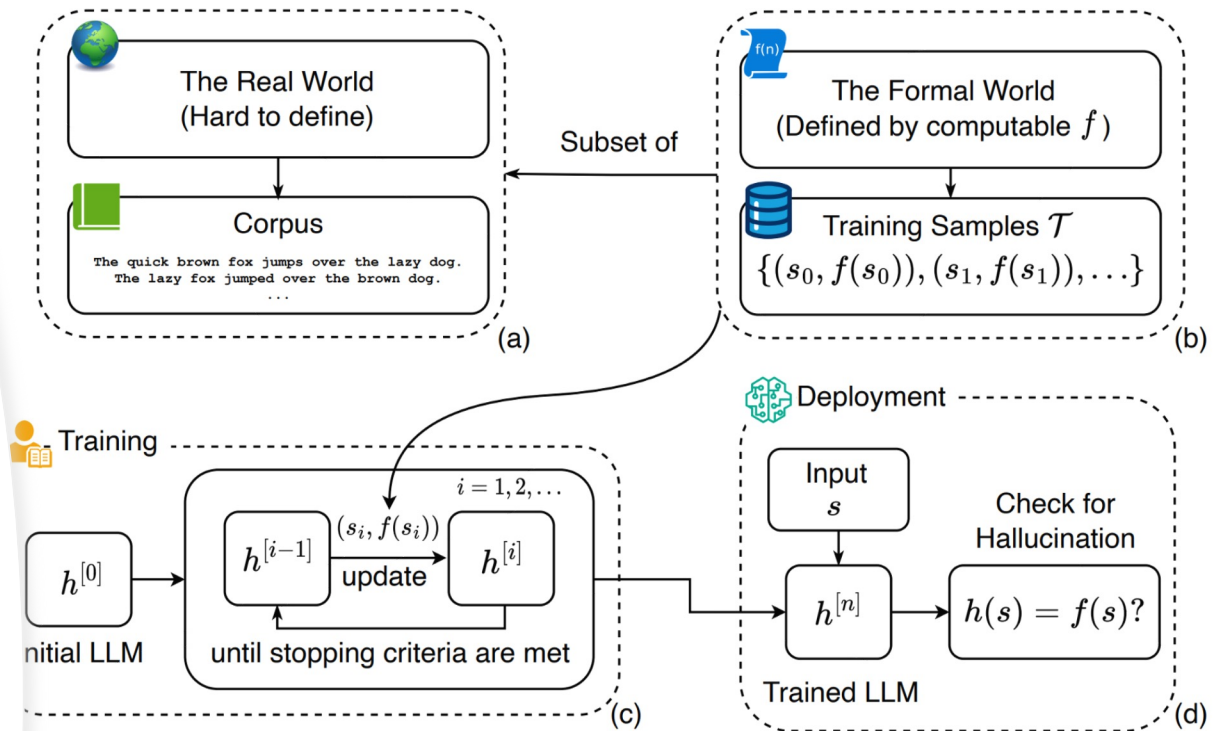 The Real World
(Hard to define)
Corpus
The quick brown fox jumps over the lazy dog.
The lazy fox jumped over the brown dog.
...
(a)
Subset of
f(n)
The Formal World
(Defined by computable f )
Training Samples 𝒯
{(s₀, f(s₀)), (s₁, f(s₁)), . . .}
(b)
Training
h^[0]
nitial LLM
i = 1, 2, . . .
h^[i−1]
(sᵢ, f(sᵢ))
update
h^[i]
until stopping criteria are met
(c)
Deployment
Input
s
h^[n]
Trained LLM
Check for
Hallucination
h(s) = f(s)?
(d)